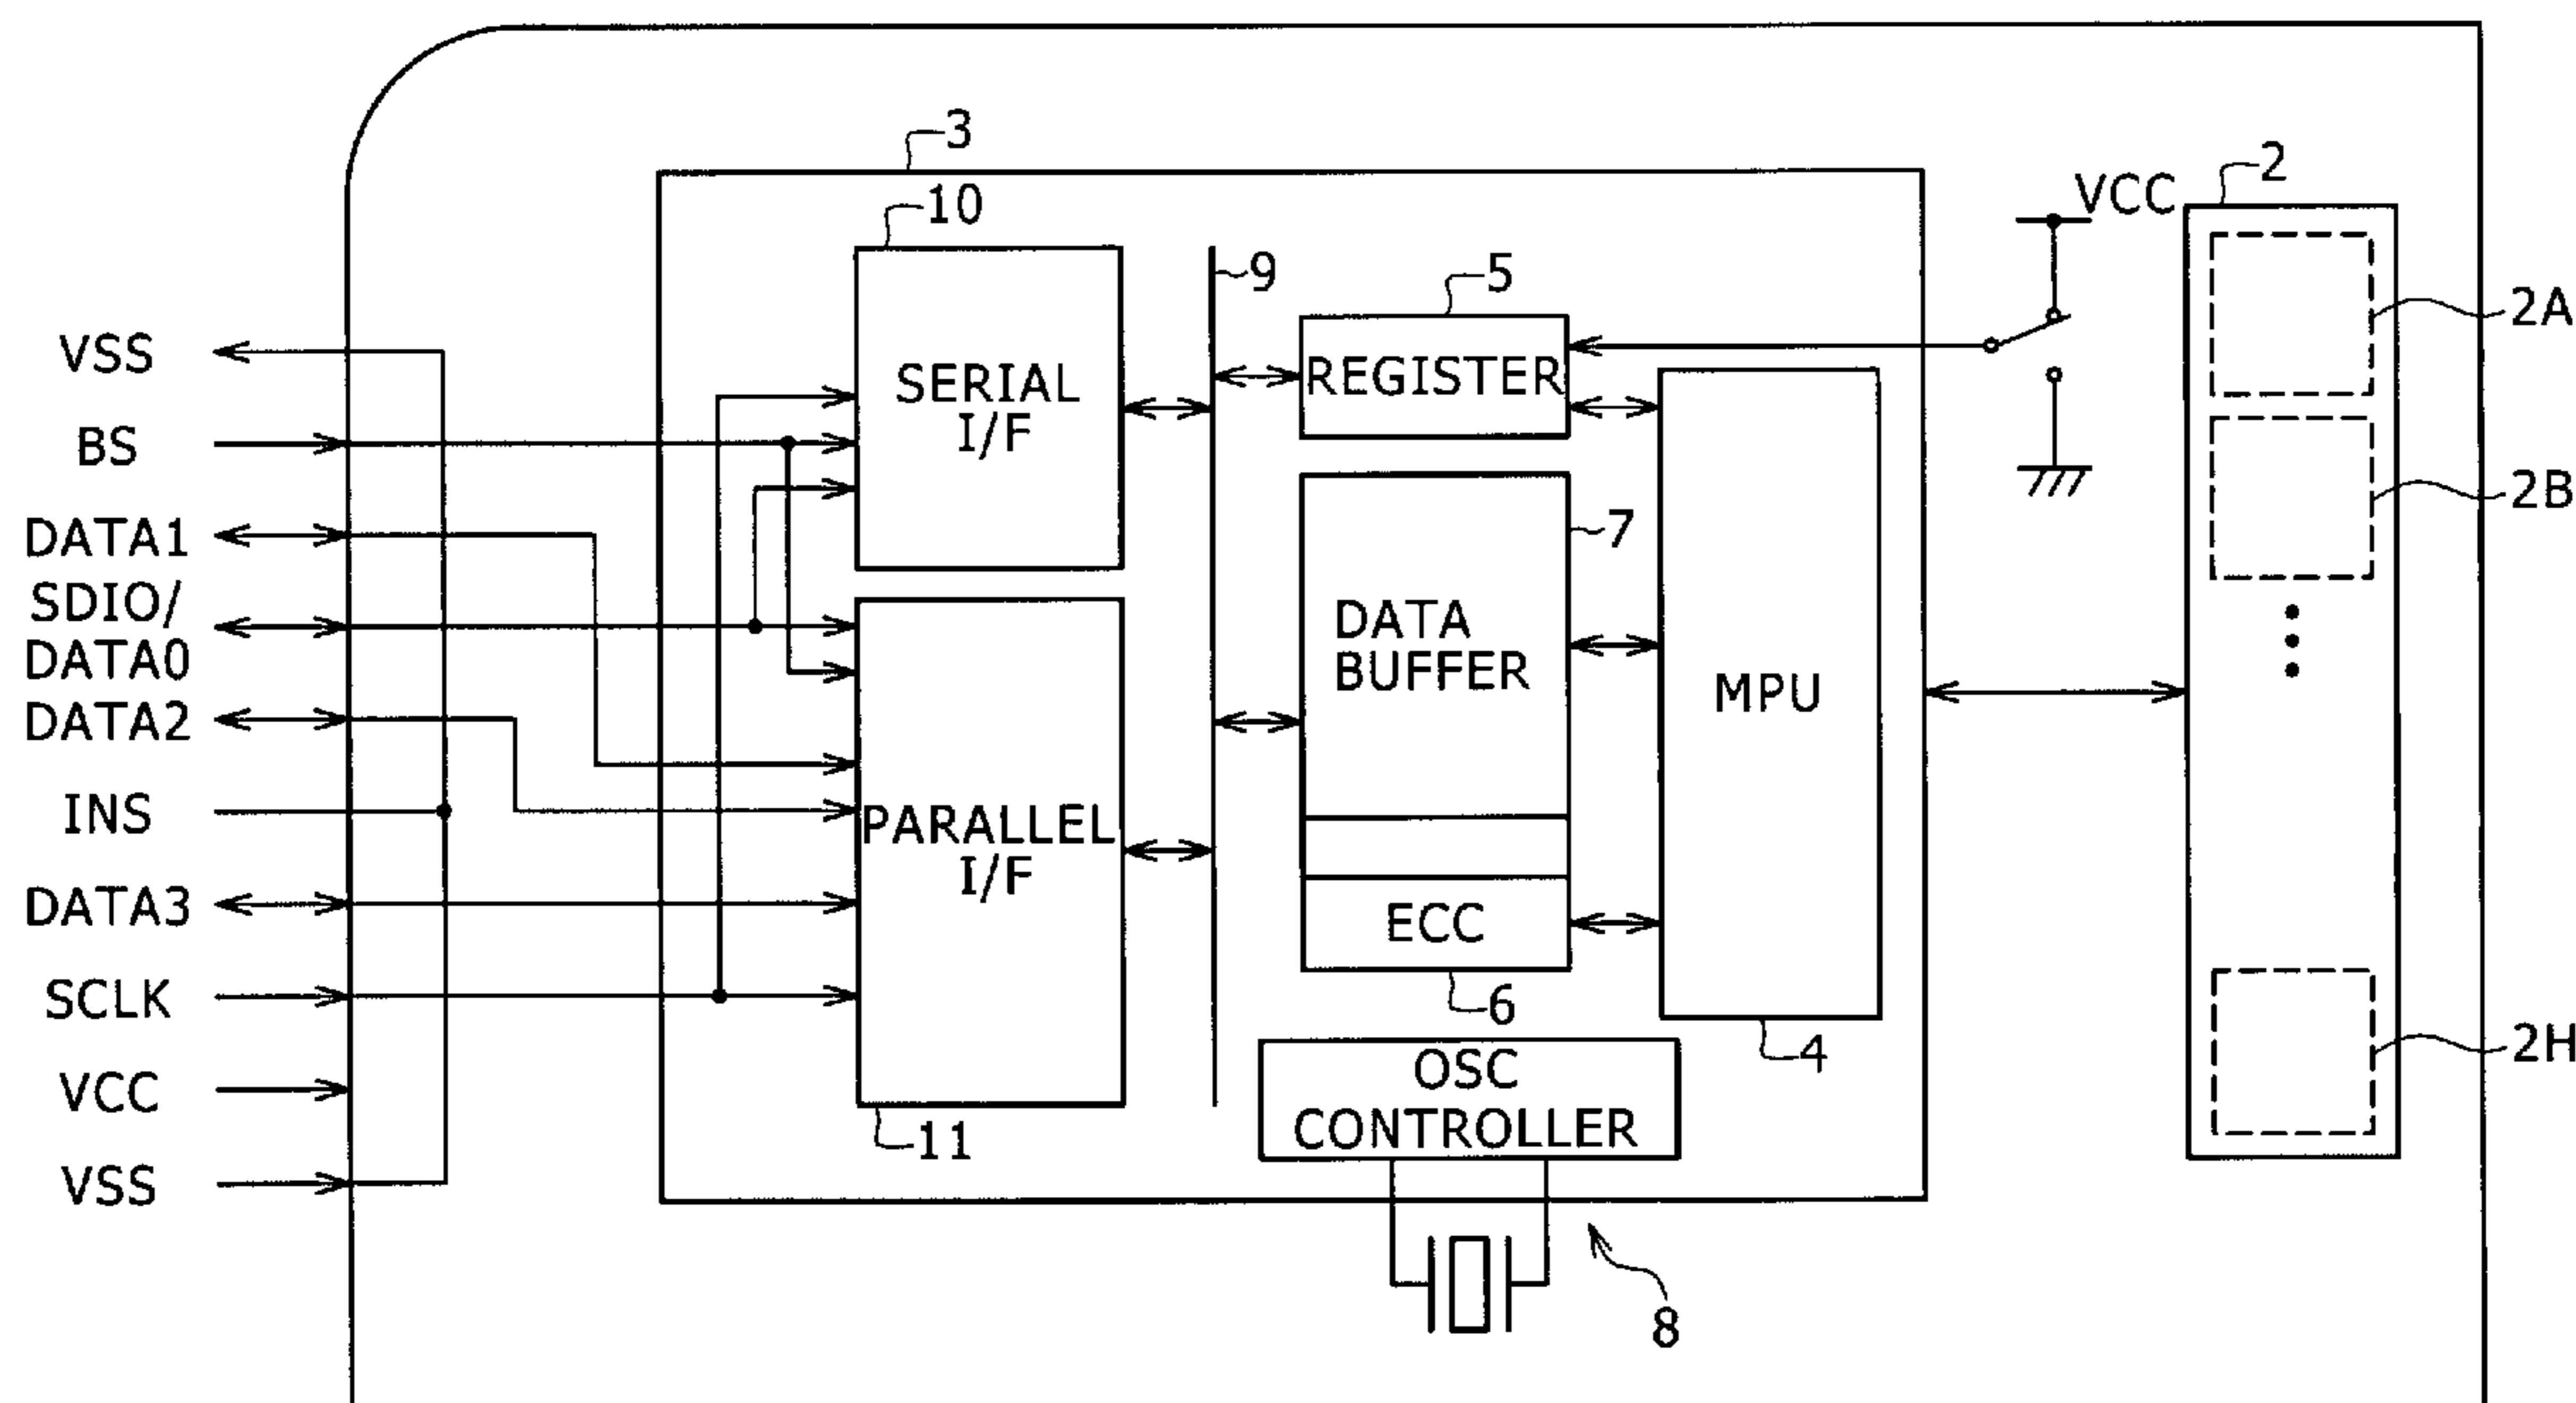 3
10
9
VCC
2
5
2A
VSS
SERIAL
I/F
REGISTER
BS
2B
7
DATA1
SDIO/
DATA0
DATA
BUFFER
MPU
DATA2
INS
PARALLEL
I/F
DATA3
ECC
SCLK
6
4
2H
OSC
CONTROLLER
VCC
11
VSS
8